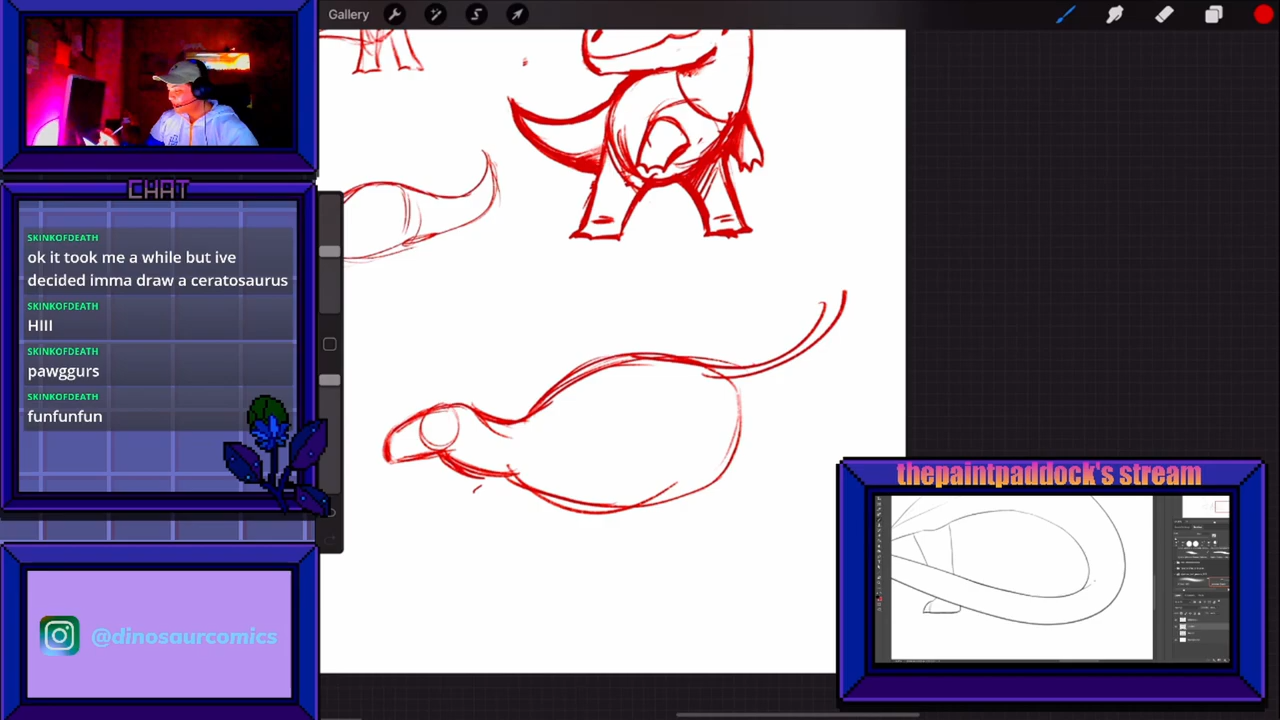 Gallery
CHAT
SKINKOFDEATH
ok it took me a while but ive
decided imma draw a ceratosaurus
SKINKOFDEATH
HIII
SKINKOFDEATH
pawggurs
SKINKOFDEATH
funfunfun
@dinosaurcomics
thepaintpaddock's stream